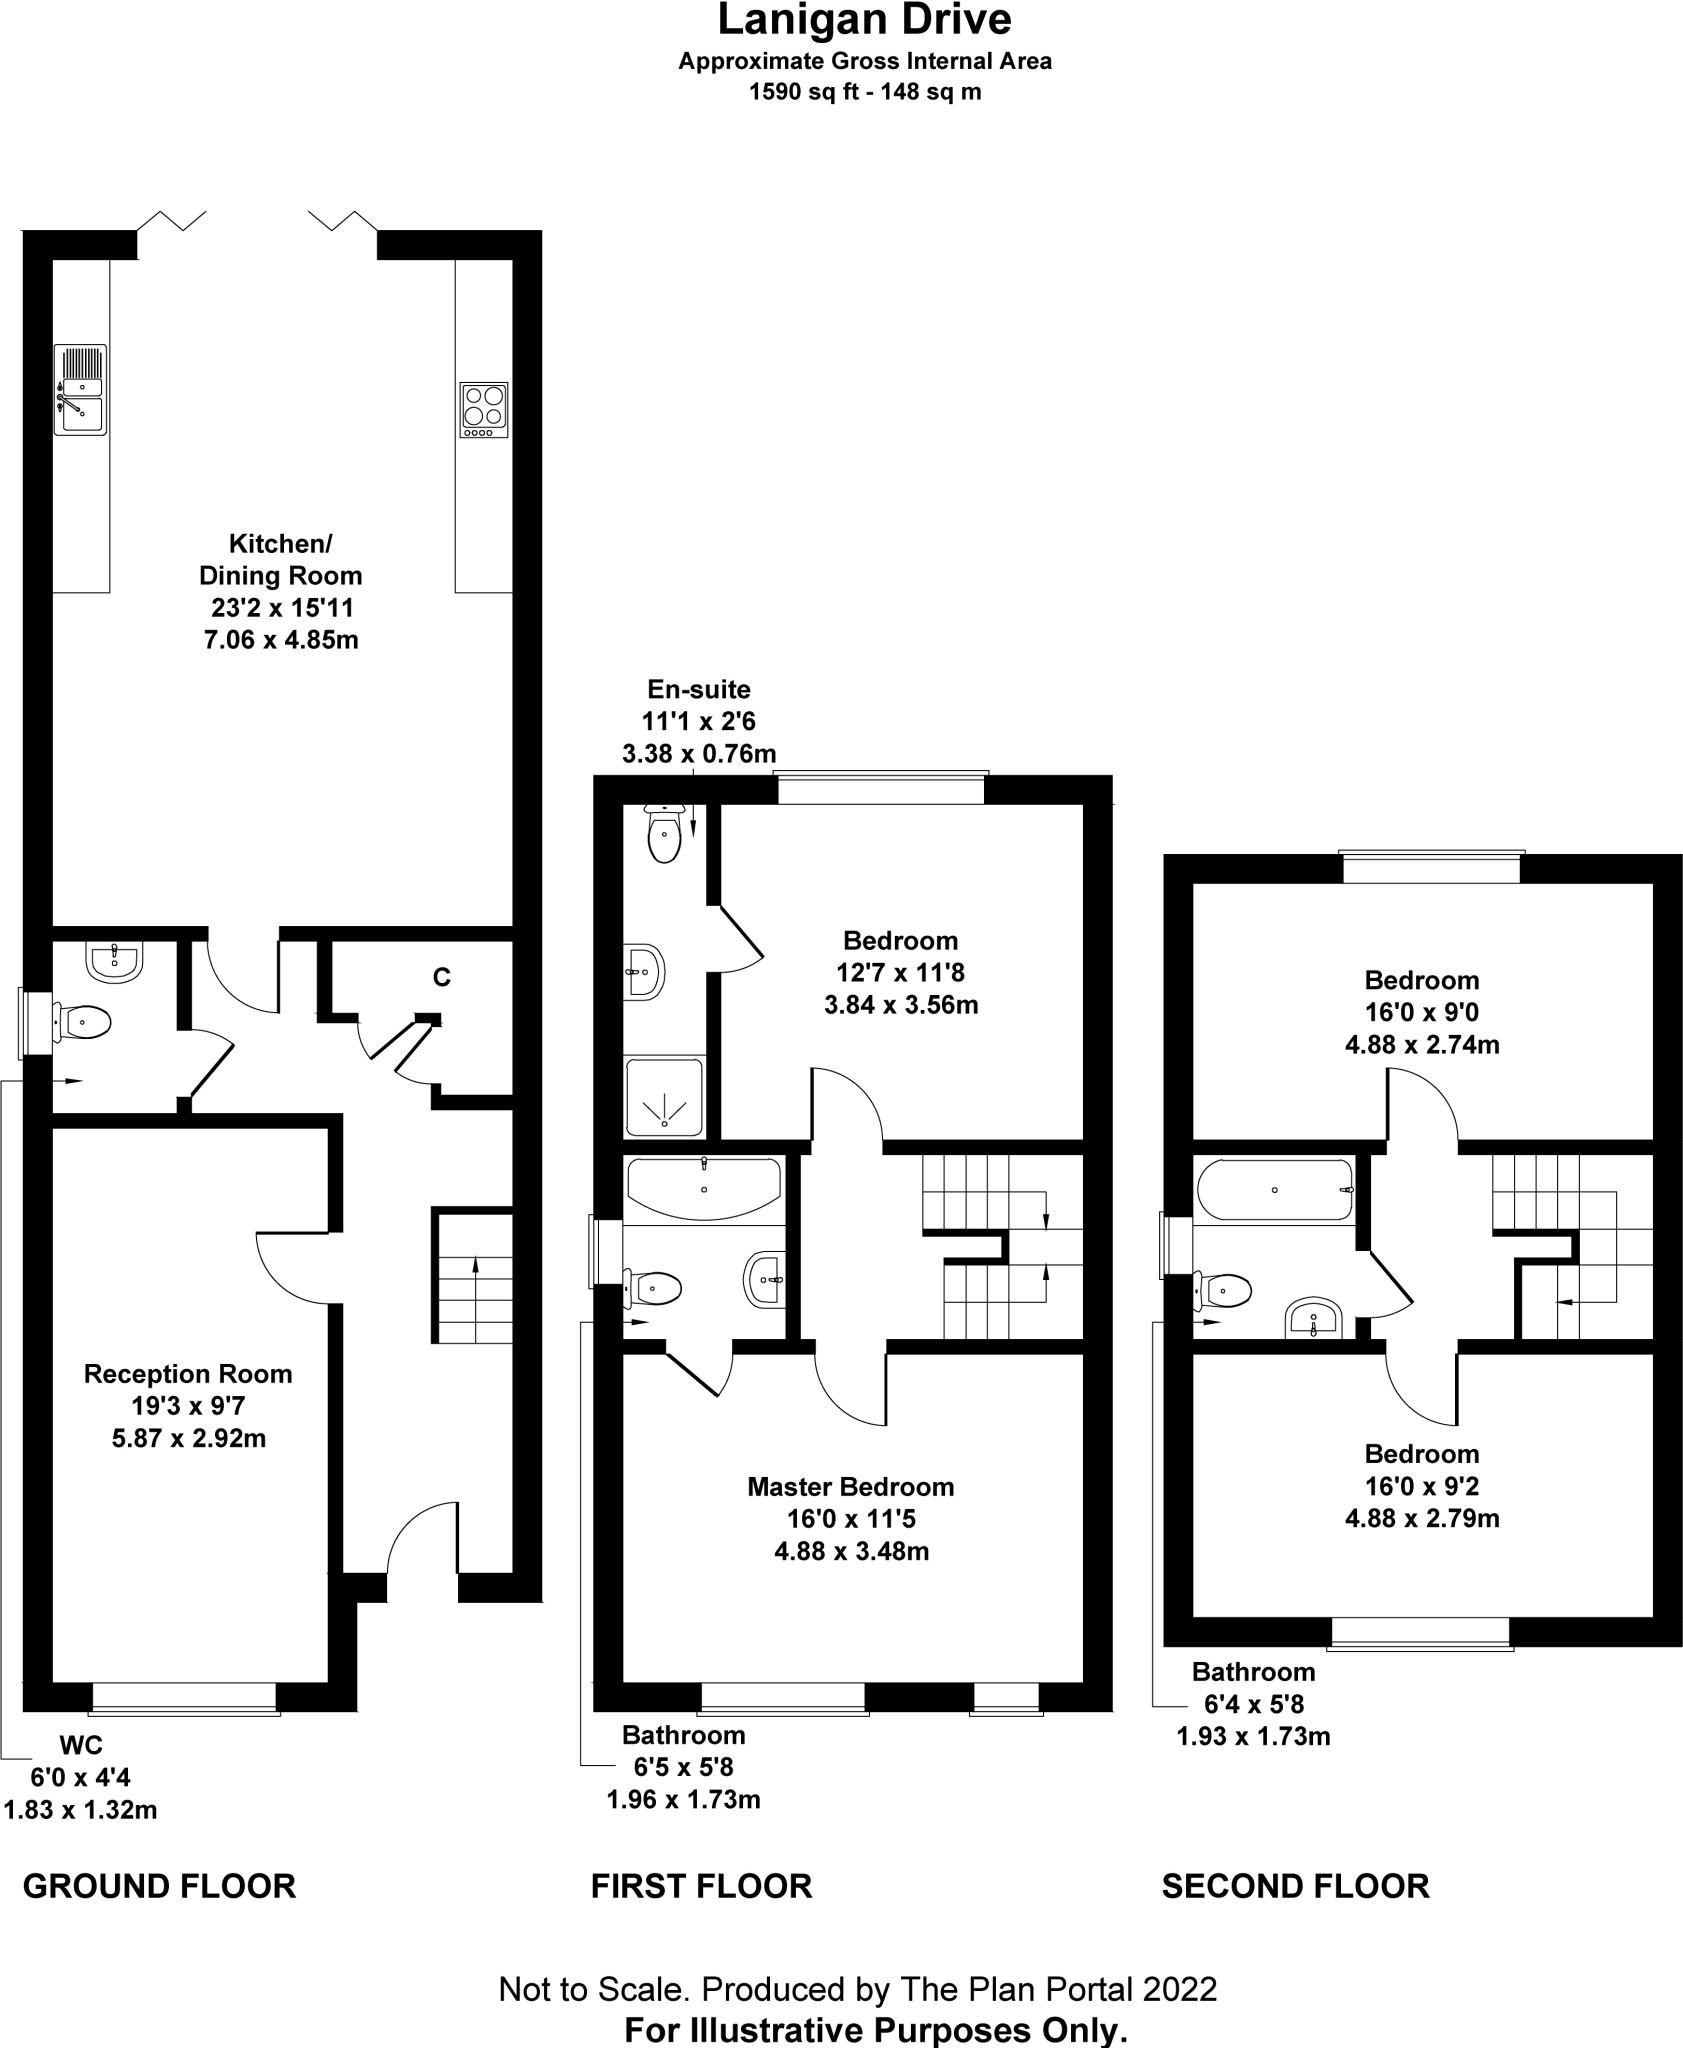 Lanigan Drive
Approximate Gross Internal Area
1590 sq ft - 148 sq m
Kitchen/
Dining Room
23'2 x 15'11
7.06 x 4.85m
C
Reception Room
19'3 x 9'7
5.87 x 2.92m
WC
6'0 x 4'4
1.83 x 1.32m
GROUND FLOOR
En-suite
11'1 x 2'6
3.38 x 0.76m
Bedroom
12'7 x 11'8
3.84 x 3.56m
Master Bedroom
16'0 x 11'5
4.88 x 3.48m
Bathroom
6'5 x 5'8
1.96 x 1.73m
FIRST FLOOR
Bedroom
16'0 x 9'0
4.88 x 2.74m
Bedroom
16'0 x 9'2
4.88 x 2.79m
Bathroom
6'4 x 5'8
1.93 x 1.73m
SECOND FLOOR
Not to Scale. Produced by The Plan Portal 2022
For Illustrative Purposes Only.